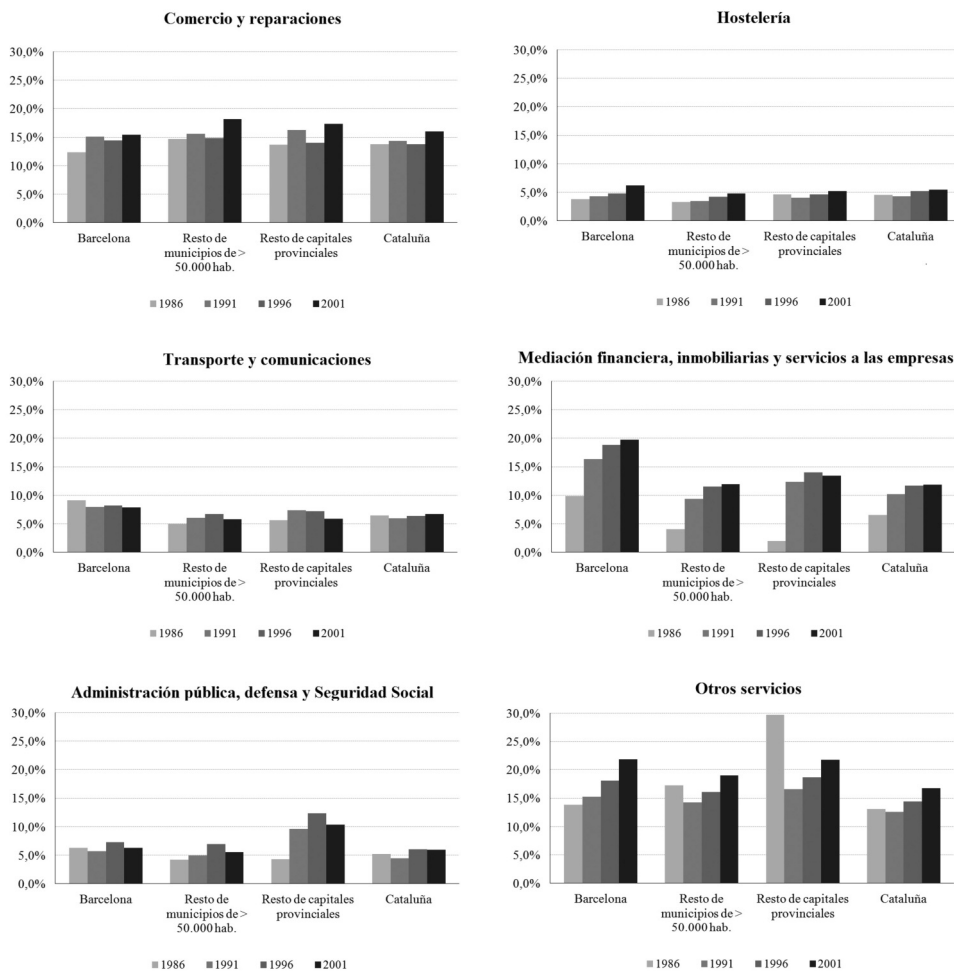 Comercio y reparaciones
30,0%
25,0%
20,0%
15,0%
10,0%
5,0%
0,0%
Barcelona
Resto de
municipios de >
50.000 hab.
Resto de capitales
provinciales
Cataluña
1986 1991 1996 2001
Hostelería
30,0%
25,0%
20,0%
15,0%
10,0%
5,0%
0,0%
Barcelona
Resto de
municipios de >
50.000 hab.
Resto de capitales
provinciales
Cataluña
1986 1991 1996 2001
Transporte y comunicaciones
30,0%
25,0%
20,0%
15,0%
10,0%
5,0%
0,0%
Barcelona
Resto de
municipios de >
50.000 hab.
Resto de capitales
provinciales
Cataluña
1986 1991 1996 2001
Mediación financiera, inmobiliarias y servicios a las empresas
30,0%
25,0%
20,0%
15,0%
10,0%
5,0%
0,0%
Barcelona
Resto de
municipios de >
50.000 hab.
Resto de capitales
provinciales
Cataluña
1986 1991 1996 2001
Administración pública, defensa y Seguridad Social
30,0%
25,0%
20,0%
15,0%
10,0%
5,0%
0,0%
Barcelona
Resto de
municipios de >
50.000 hab.
Resto de capitales
provinciales
Cataluña
1986 1991 1996 2001
Otros servicios
30,0%
25,0%
20,0%
15,0%
10,0%
5,0%
0,0%
Barcelona
Resto de
municipios de >
50.000 hab.
Resto de capitales
provinciales
Cataluña
1986 1991 1996 2001